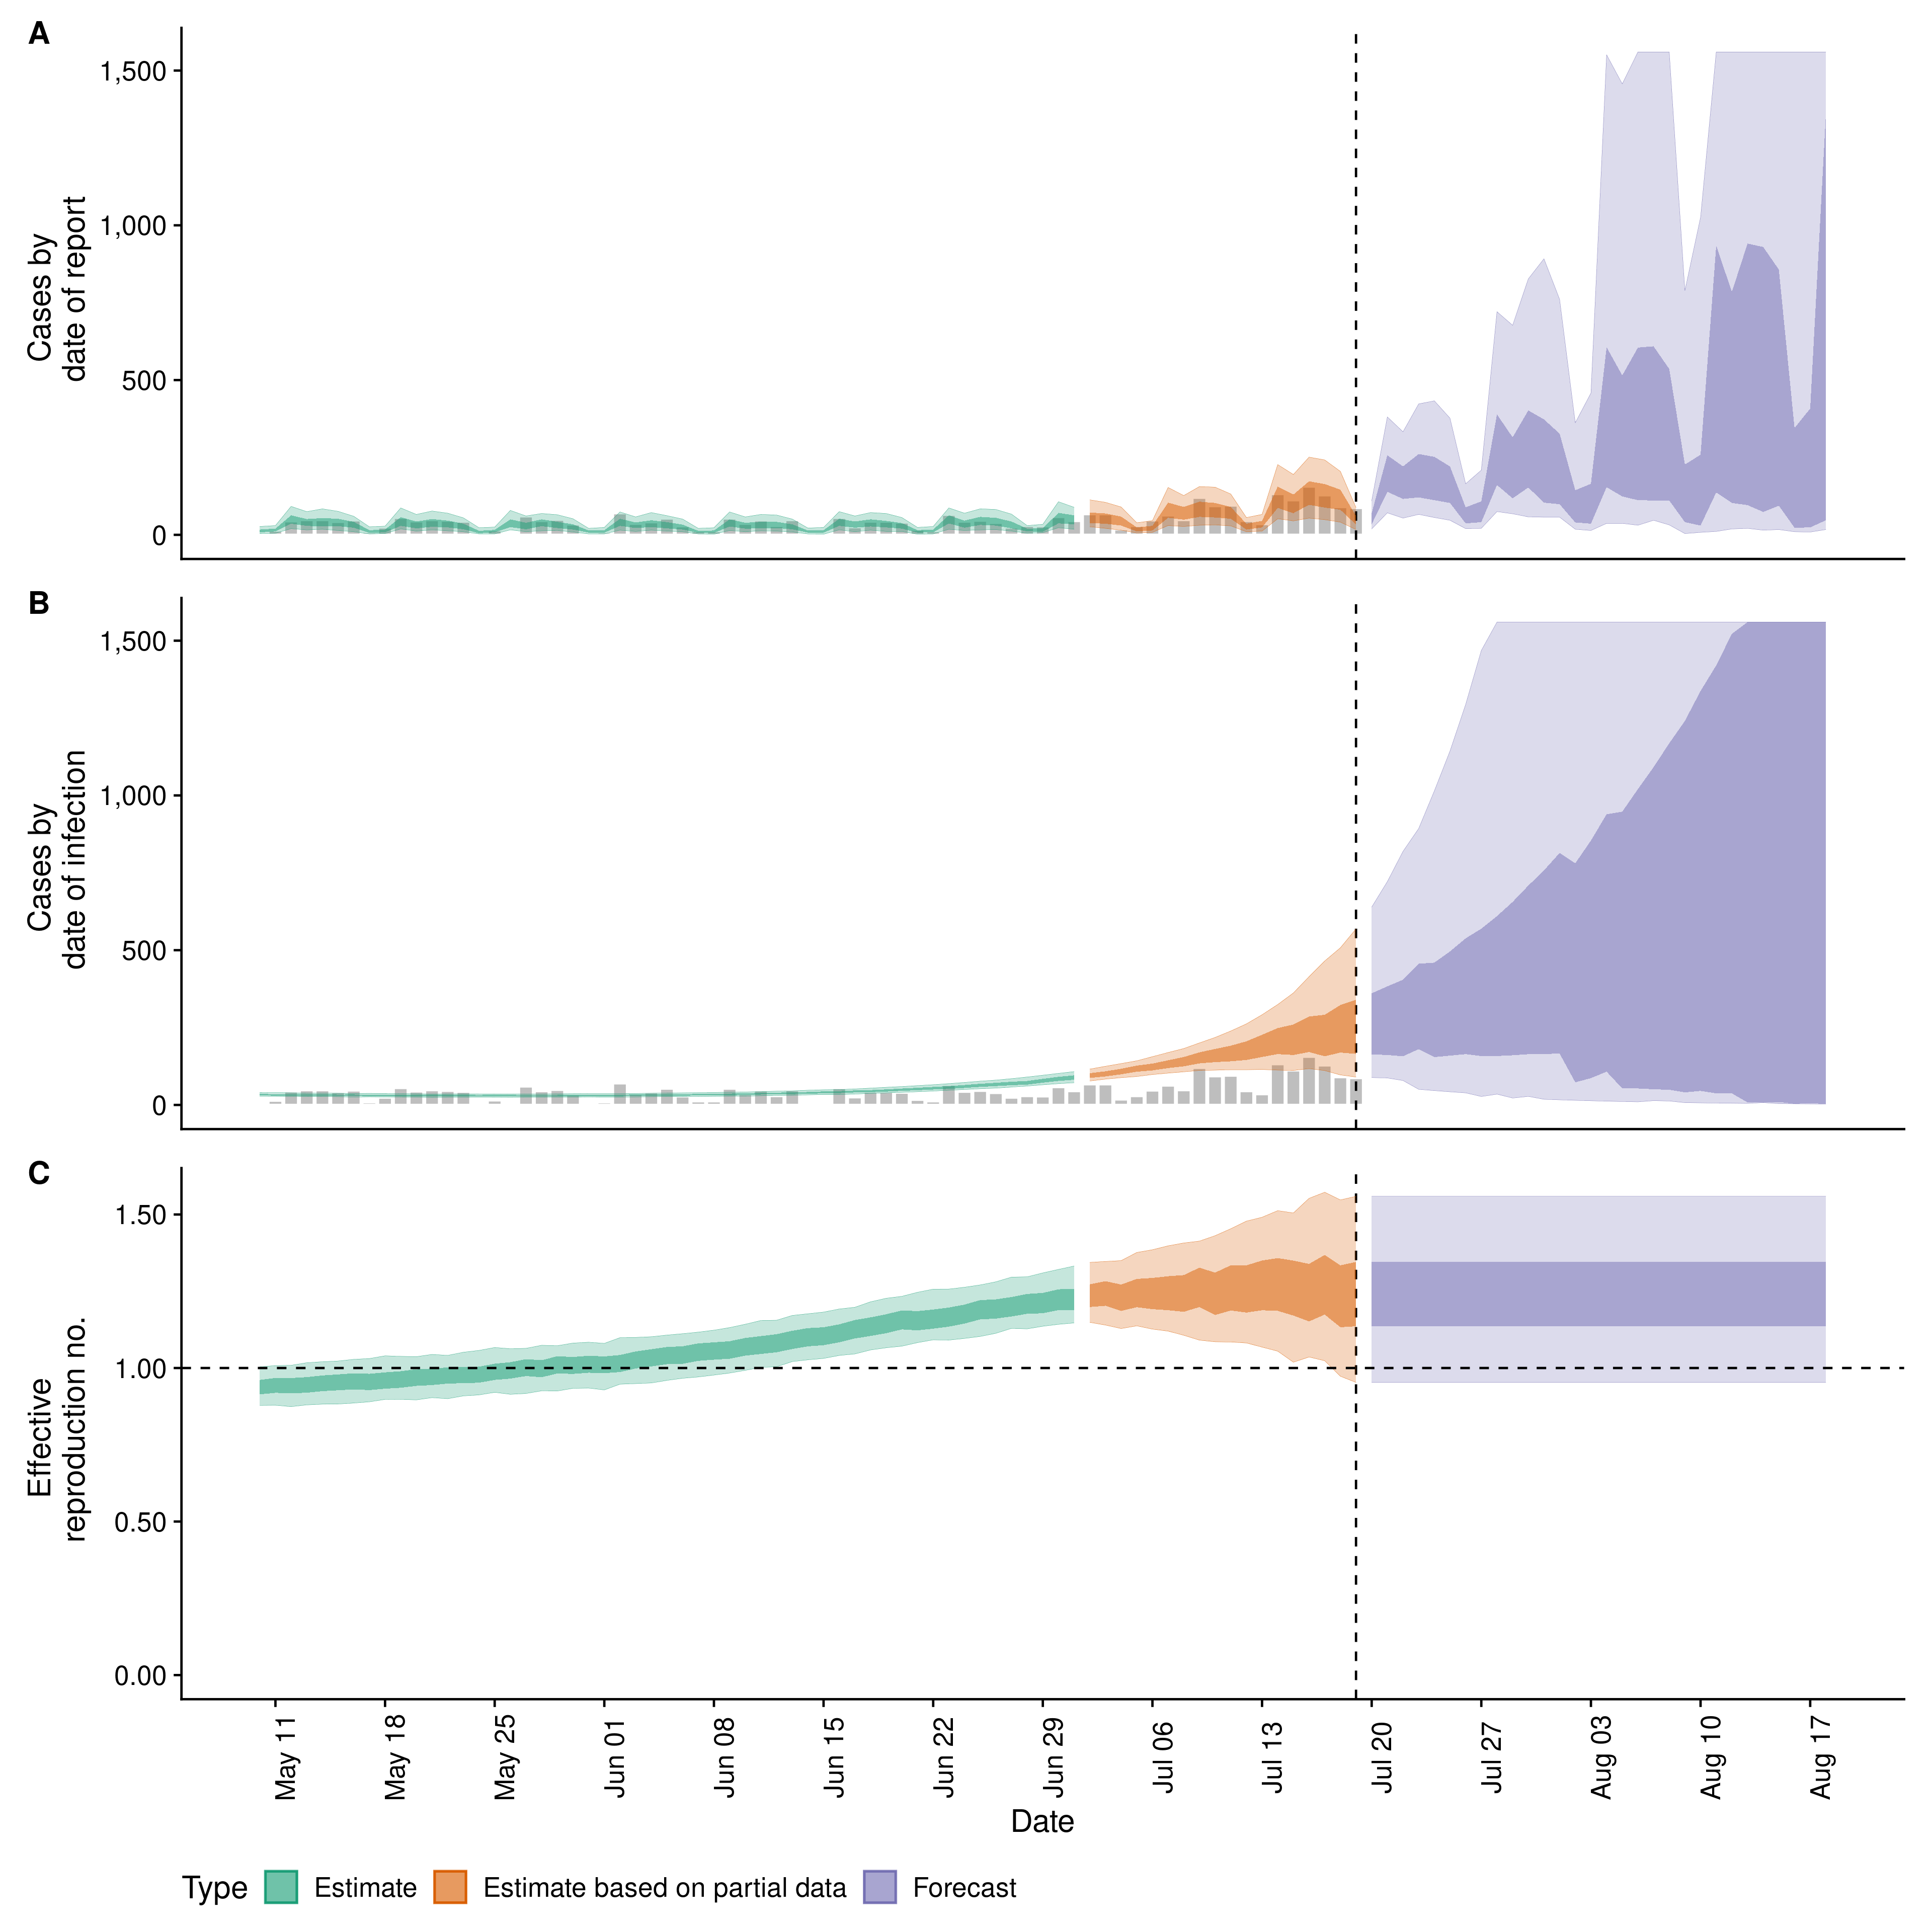 A
Cases by
date of report
1,500
1,000
500
0
B
Cases by
date of infection
1,500
1,000
500
0
C
Effective
reproduction no.
1.50
1.00
0.50
0.00
May 11
May 18
May 25
Jun 01
Jun 08
Jun 15
Jun 22
Jun 29
Jul 06
Jul 13
Jul 20
Jul 27
Aug 03
Aug 10
Aug 17
Date
Type Estimate Estimate based on partial data Forecast